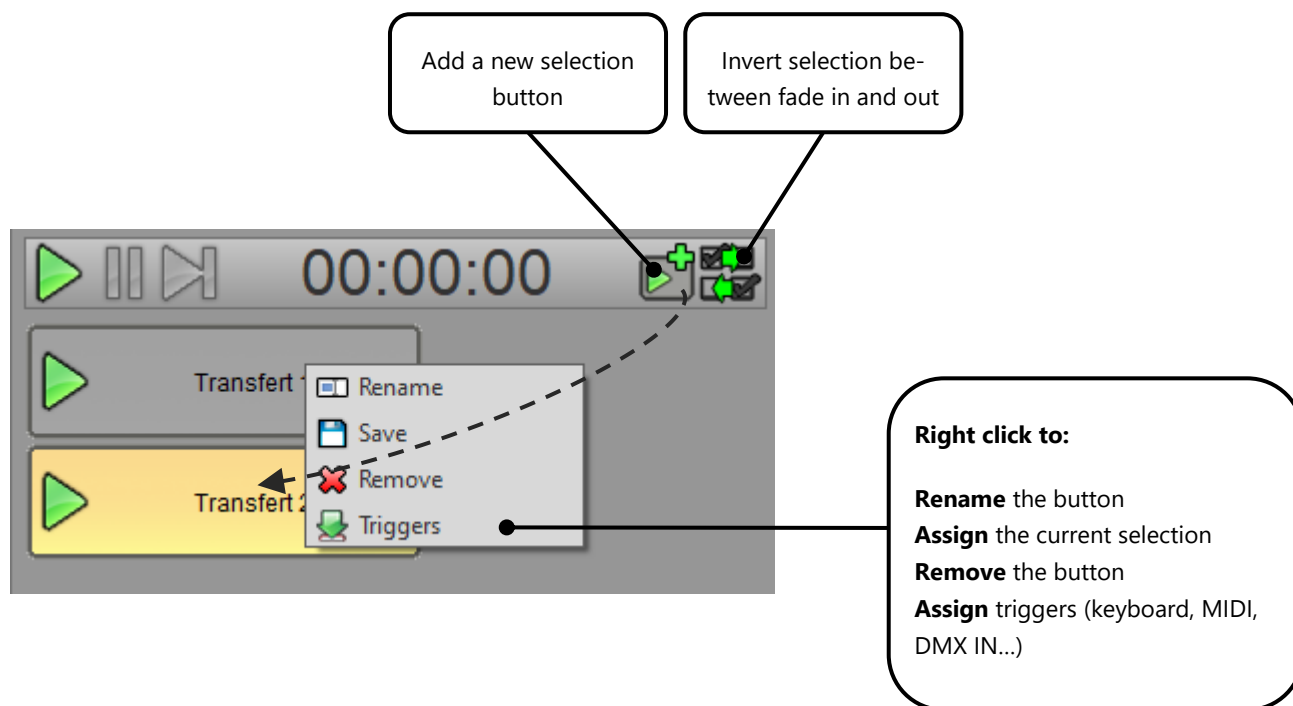 Add a new selection
button
Invert selection be-
tween fade in and out
00:00:00
Transfert 1
Rename
Save
Remove
Transfert 2
Triggers
Right click to:
Rename the button
Assign the current selection
Remove the button
Assign triggers (keyboard, MIDI,
DMX IN...)